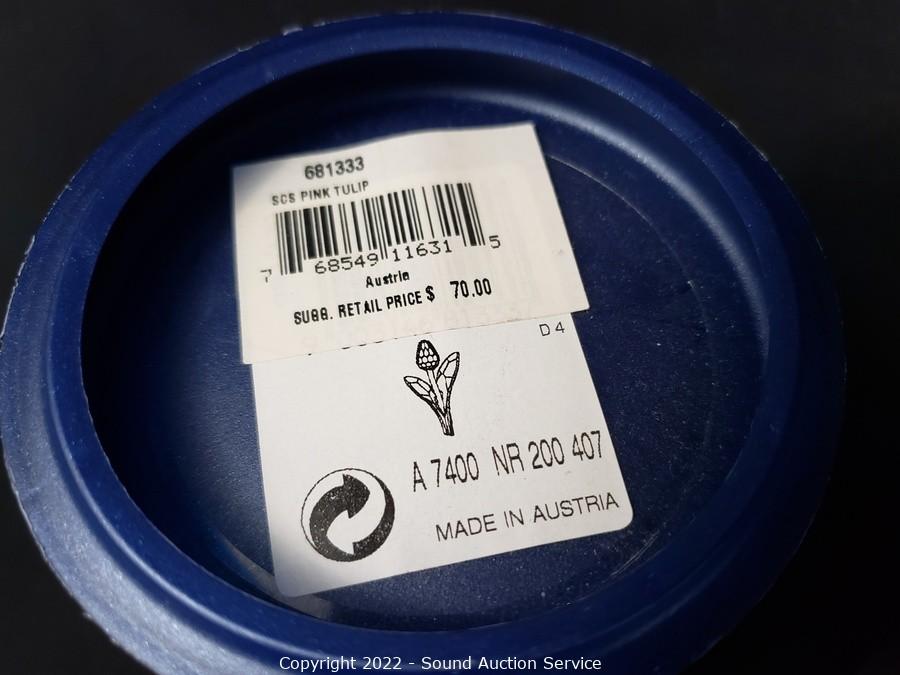 681333
SCS PINK TULIP
7 68549 11631 5
Austria
SUGG. RETAIL PRICE $ 70.00
D 4
A 7400 NR 200 407
MADE IN AUSTRIA
Copyright 2022 - Sound Auction Service